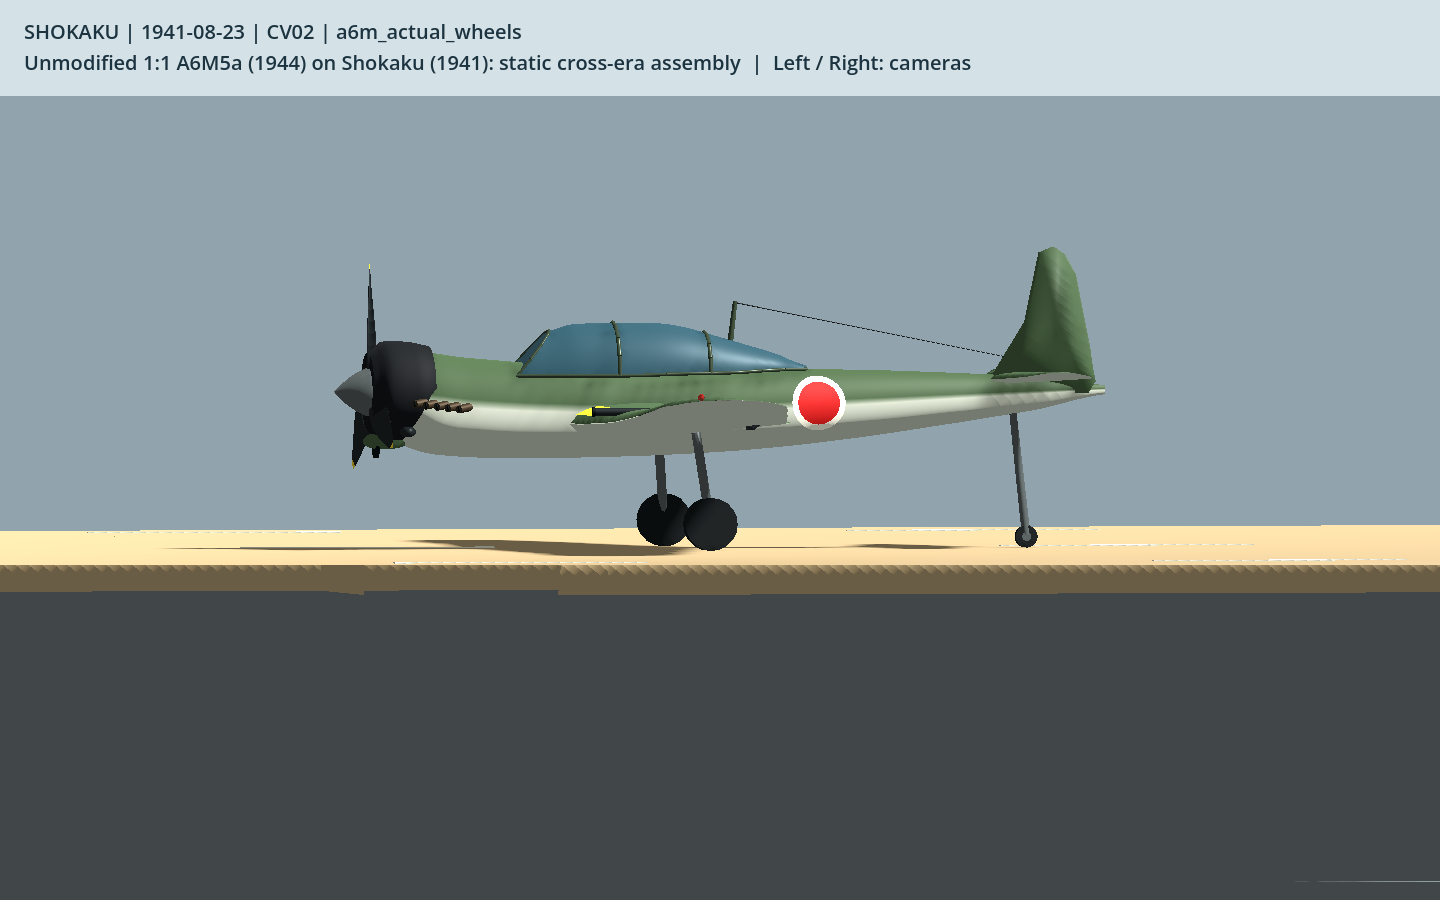 SHOKAKU | 1941-08-23 | CV02 | a6m_actual_wheels
Unmodified 1:1 A6M5a (1944) on Shokaku (1941): static cross-era assembly | Left / Right: cameras